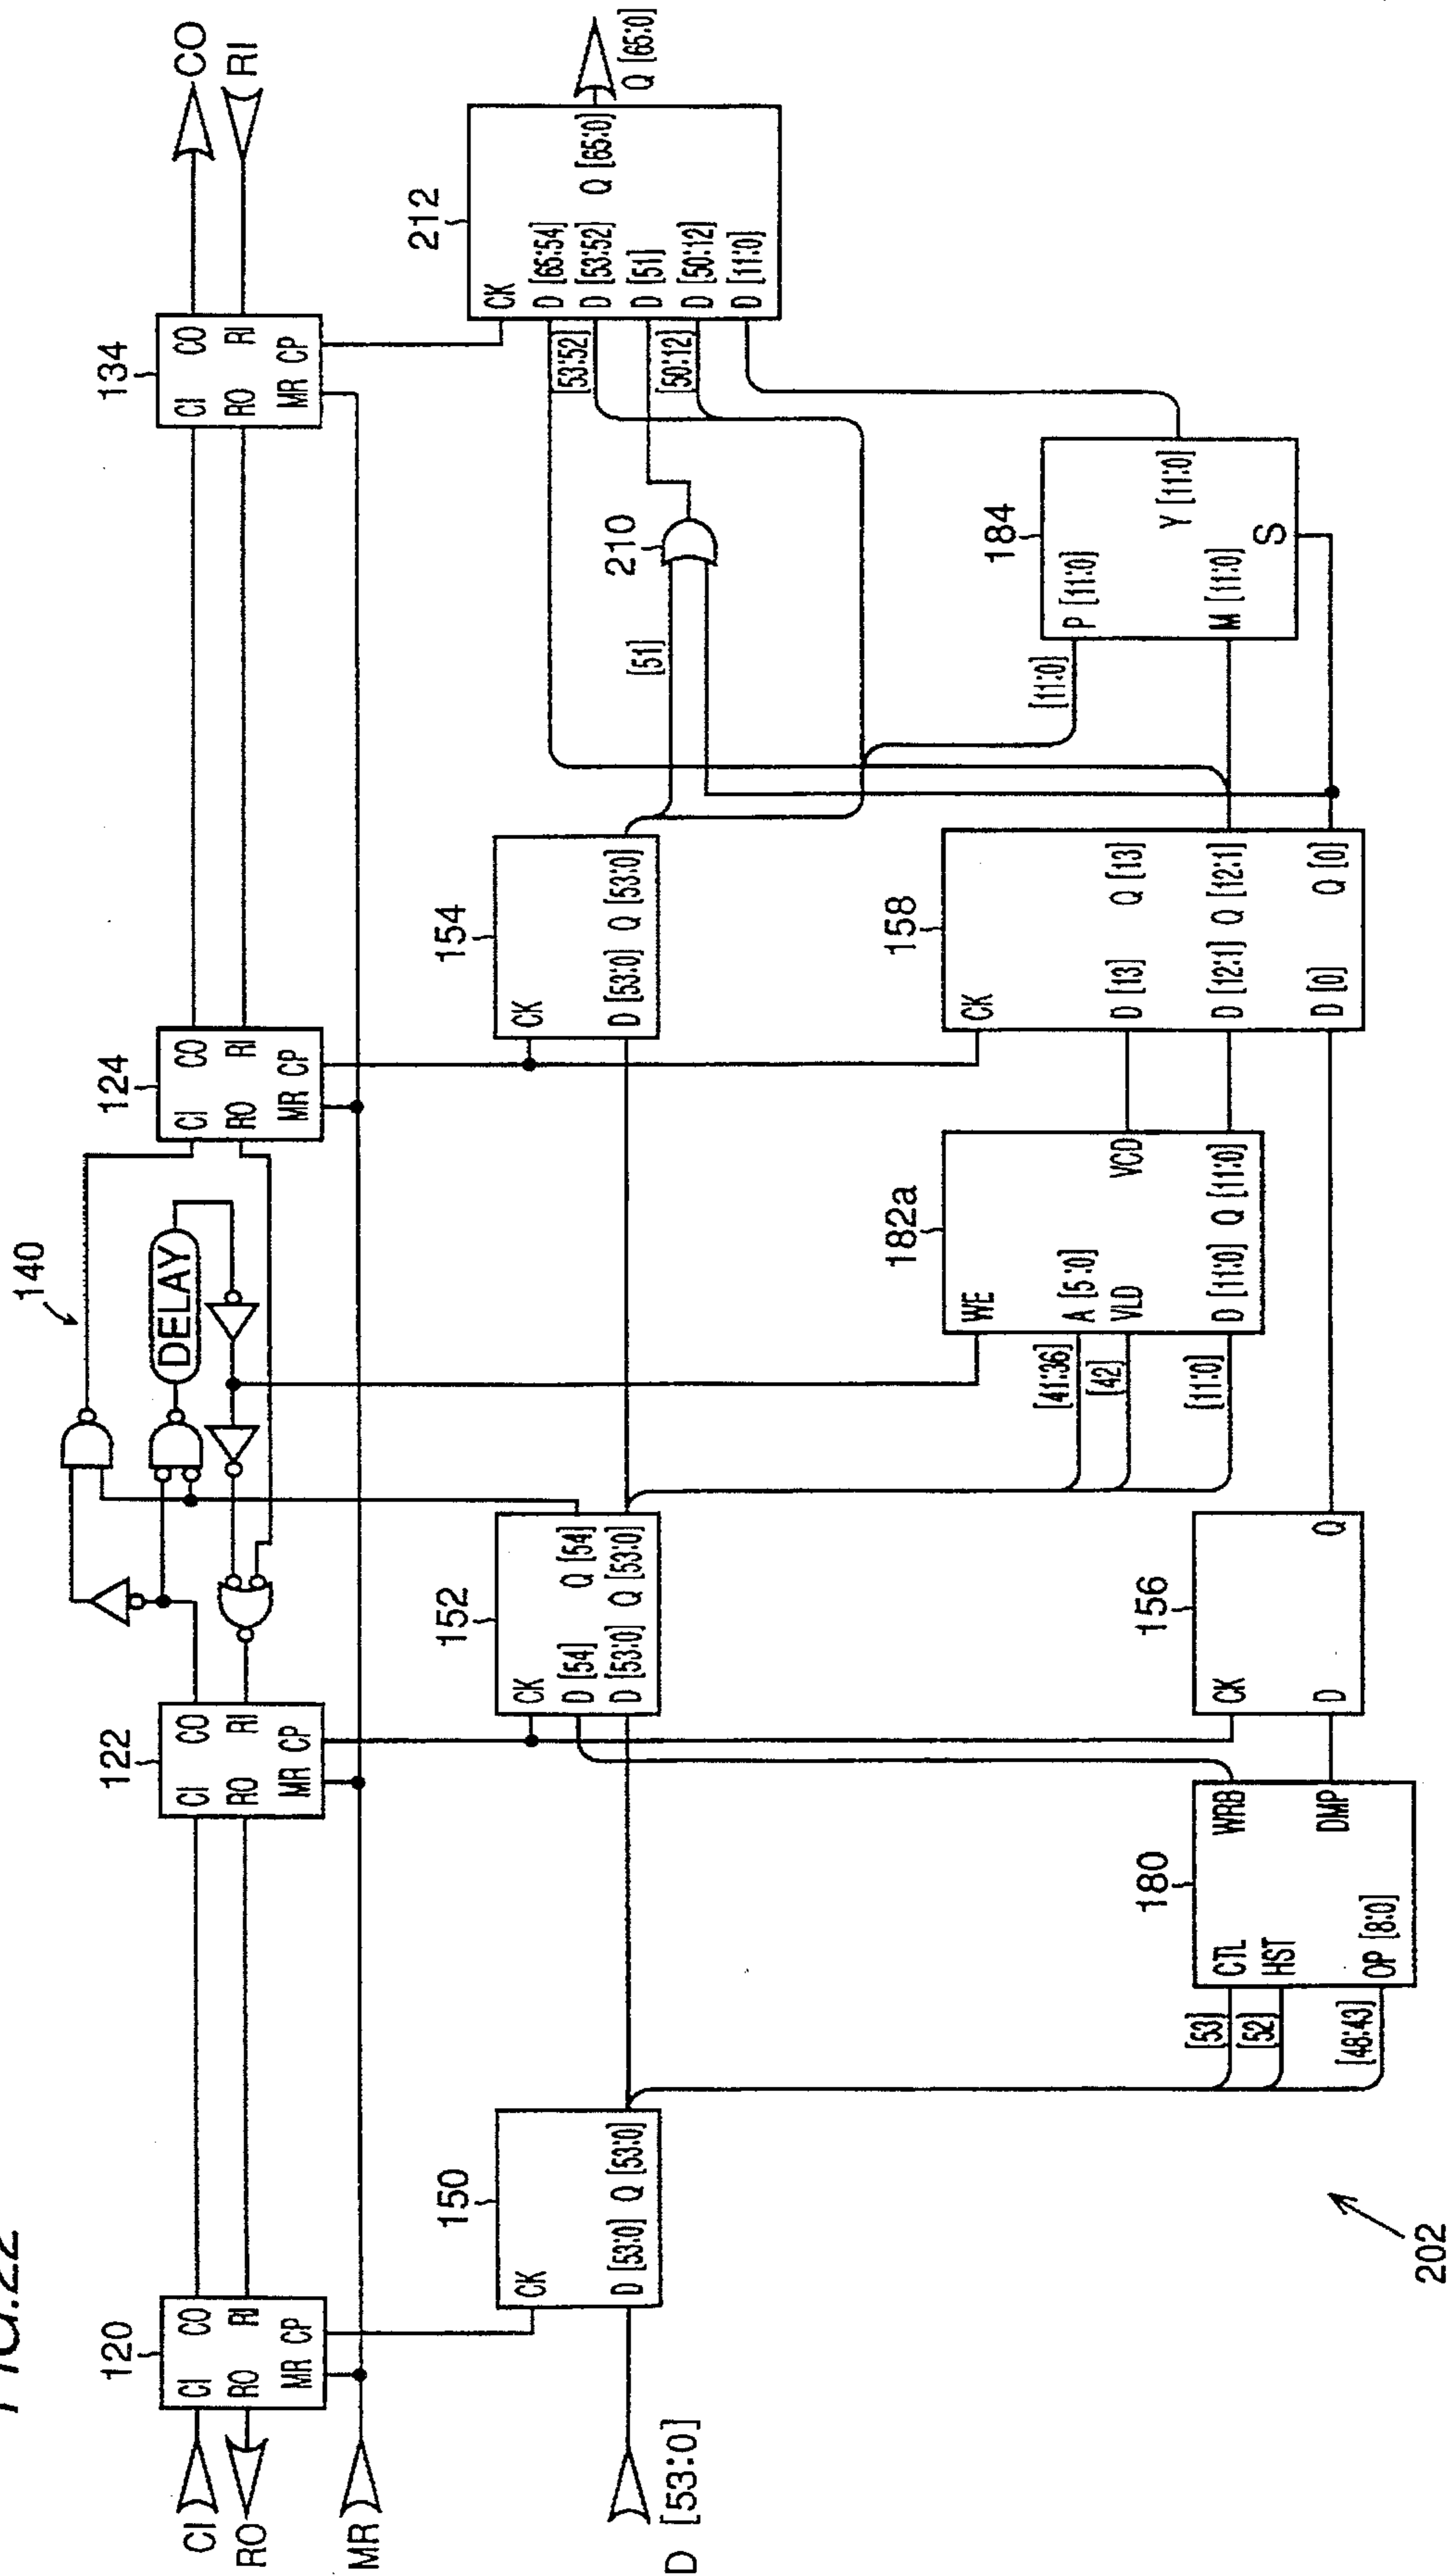 FIG.22
CI
RO
MR
D [53:0]
120
CI CO
RO RI
MR CP
122
CI CO
RO RI
MR CP
140
DELAY
124
CI CO
RO RI
MR CP
134
CI CO
RO RI
MR CP
CO
RI
150
CK
D [53:0] Q [53:0]
152
CK
D [54] Q [54]
D [53:0] Q [53:0]
154
CK
D [53:0] Q [53:0]
[51]
210
[53:52]
[50:12]
212
CK
D [65:54]
D [53:52] Q [65:0]
D [51]
D [50:12]
D [11:0]
Q [65:0]
[53]
[52]
[48:43]
180
CTL WRB
HST
DMP
OP [8:0]
156
CK
D Q
[41:36]
[42]
[11:0]
182a
WE
A [5:0]
VLD VCD
D [11:0] Q [11:0]
158
CK
D [13] Q [13]
D [12:1] Q [12:1]
D [0] Q [0]
[11:0]
184
P [11:0]
Y [11:0]
M [11:0]
S
202